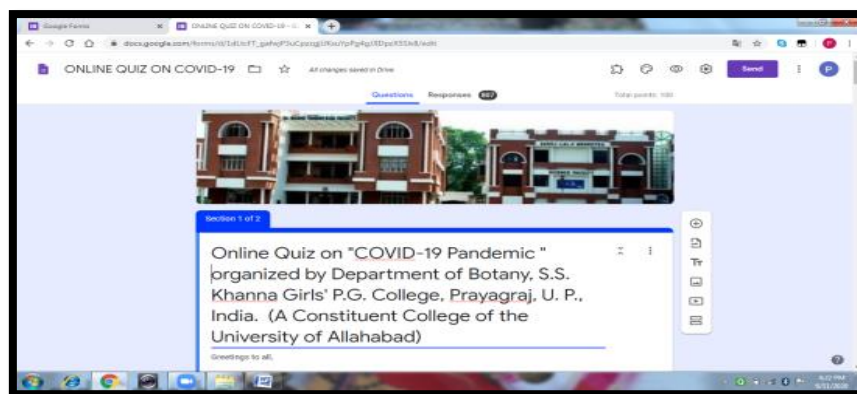 Google Forms
ONLINE QUIZ ON COVID-19 -
ONLINE QUIZ ON COVID-19
All changes saved in Drive
Send
P
Questions Responses 887
Total points: 100
Section 1 of 2
Online Quiz on "COVID-19 Pandemic "
organized by Department of Botany, S.S.
Khanna Girls' P.G. College, Prayagraj, U. P.,
India. (A Constituent College of the
University of Allahabad)
Greetings to all,